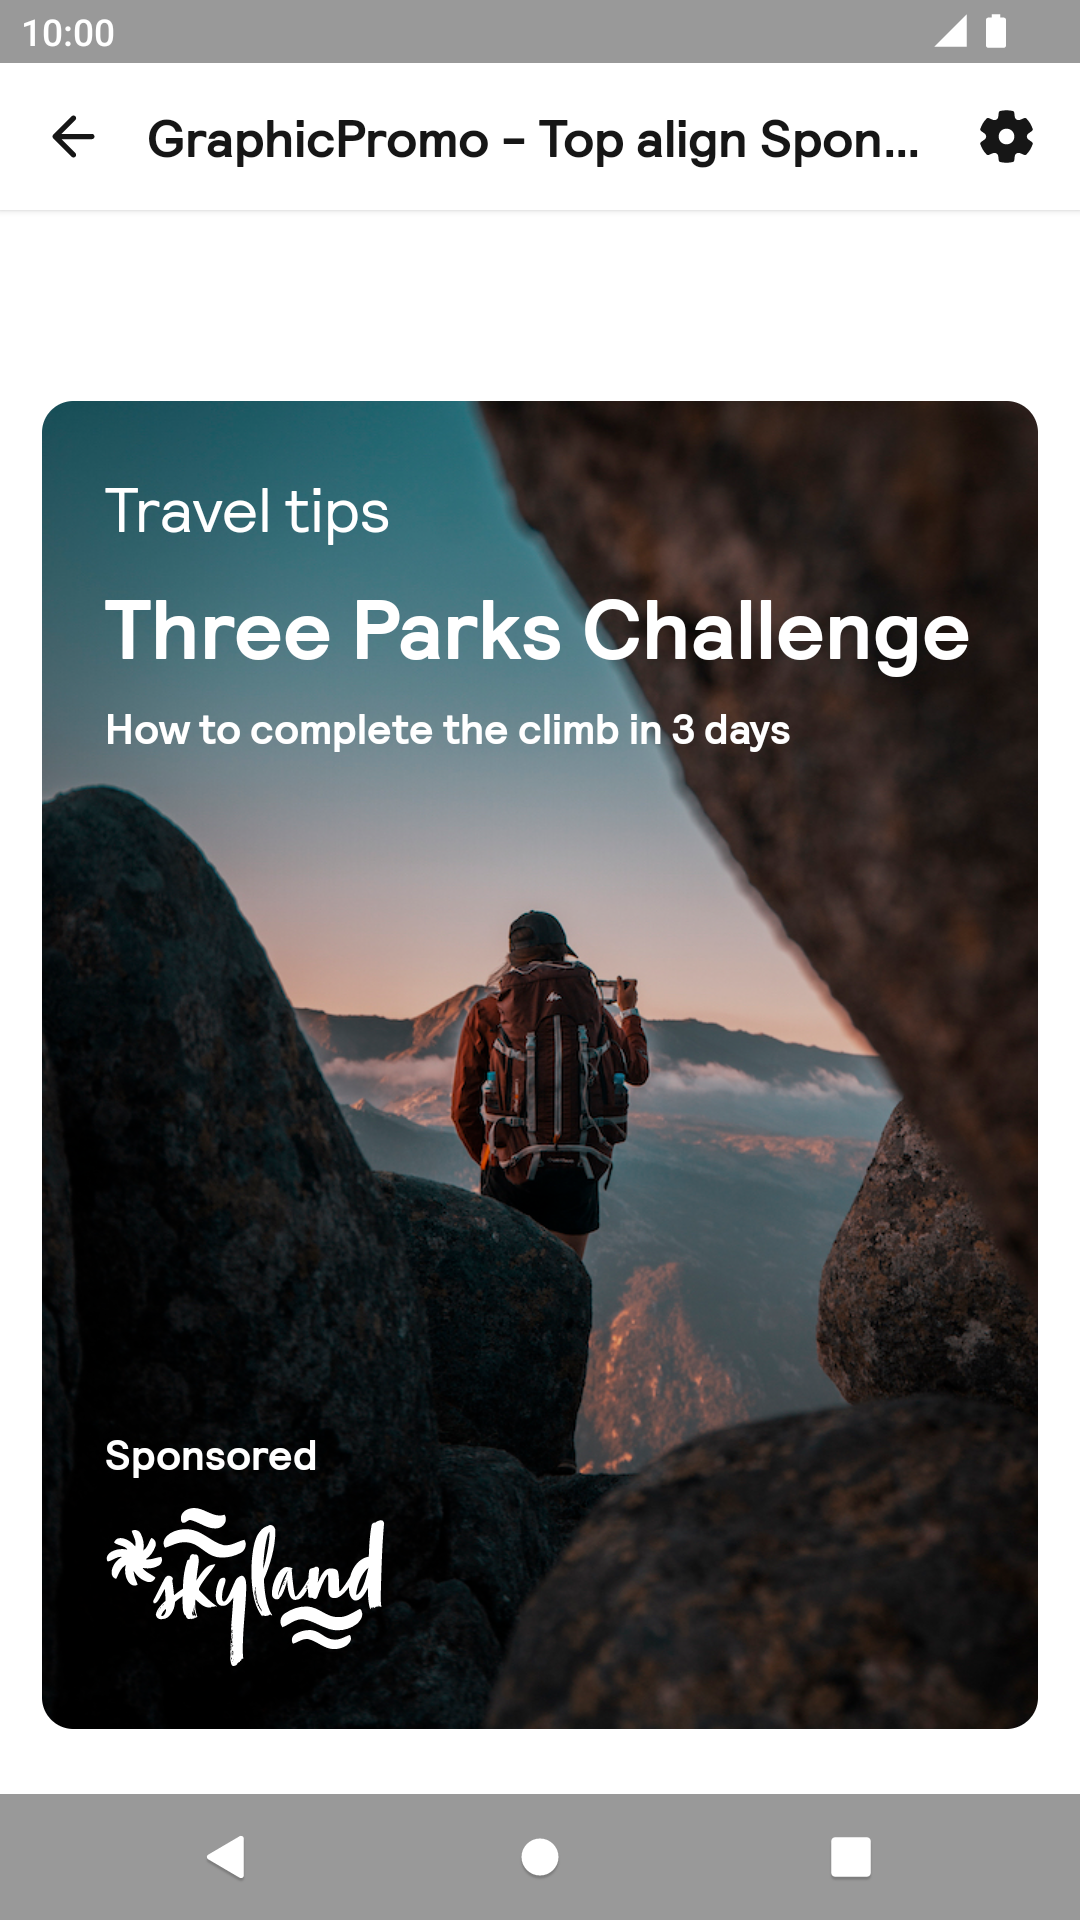 10:00
GraphicPromo - Top align Spon...
Travel tips
Three Parks Challenge
How to complete the climb in 3 days
Sponsored
skyland